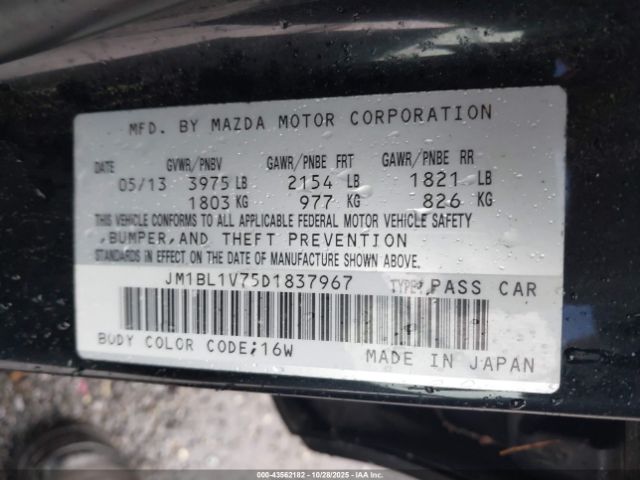 MFD. BY MAZDA MOTOR CORPORATION
DATE GVWR/PNBV GAWR/PNBE FRT GAWR/PNBE RR
05/13 3975 LB 2154 LB 1821 LB
1803 KG 977 KG 826 KG
THIS VEHICLE CONFORMS TO ALL APPLICABLE FEDERAL MOTOR VEHICLE SAFETY
,BUMPER,AND THEFT PREVENTION
STANDARDS IN EFFECT ON THE DATE OF MANUFACTURE SHOWN ABOVE.
JM1BL1V75D1837967 TYPE: PASS CAR
BODY COLOR CODE;16W MADE IN JAPAN
000-43562182 - 10/28/2025 - IAAI.com